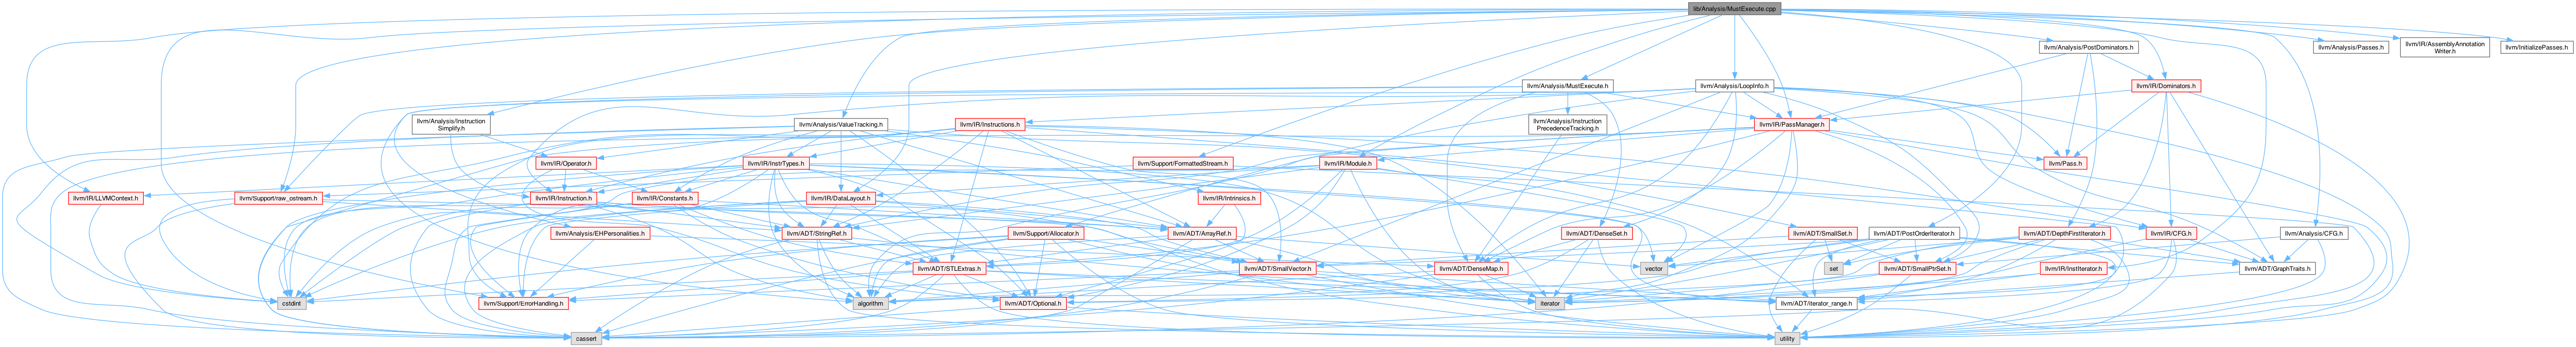 lib/Analysis/MustExecute.cpp
llvm/Analysis/PostDominators.h
llvm/Analysis/Passes.h
llvm/IR/AssemblyAnnotation
Writer.h
llvm/InitializePasses.h
llvm/Analysis/MustExecute.h
llvm/Analysis/LoopInfo.h
llvm/IR/Dominators.h
llvm/Analysis/Instruction
Simplify.h
llvm/Analysis/ValueTracking.h
llvm/IR/Instructions.h
llvm/Analysis/Instruction
PrecedenceTracking.h
llvm/IR/PassManager.h
llvm/IR/Operator.h
llvm/IR/InstrTypes.h
llvm/Support/FormattedStream.h
llvm/IR/Module.h
llvm/Pass.h
llvm/IR/LLVMContext.h
llvm/Support/raw_ostream.h
llvm/IR/Instruction.h
llvm/IR/Constants.h
llvm/IR/DataLayout.h
llvm/IR/Intrinsics.h
llvm/Analysis/EHPersonalities.h
llvm/ADT/StringRef.h
llvm/Support/Allocator.h
llvm/ADT/ArrayRef.h
llvm/ADT/DenseSet.h
llvm/ADT/SmallSet.h
llvm/ADT/PostOrderIterator.h
llvm/ADT/DepthFirstIterator.h
llvm/IR/CFG.h
llvm/Analysis/CFG.h
llvm/ADT/STLExtras.h
llvm/ADT/SmallVector.h
llvm/ADT/DenseMap.h
vector
set
llvm/ADT/SmallPtrSet.h
llvm/IR/InstIterator.h
llvm/ADT/GraphTraits.h
cstdint
llvm/Support/ErrorHandling.h
algorithm
llvm/ADT/Optional.h
iterator
llvm/ADT/iterator_range.h
cassert
utility